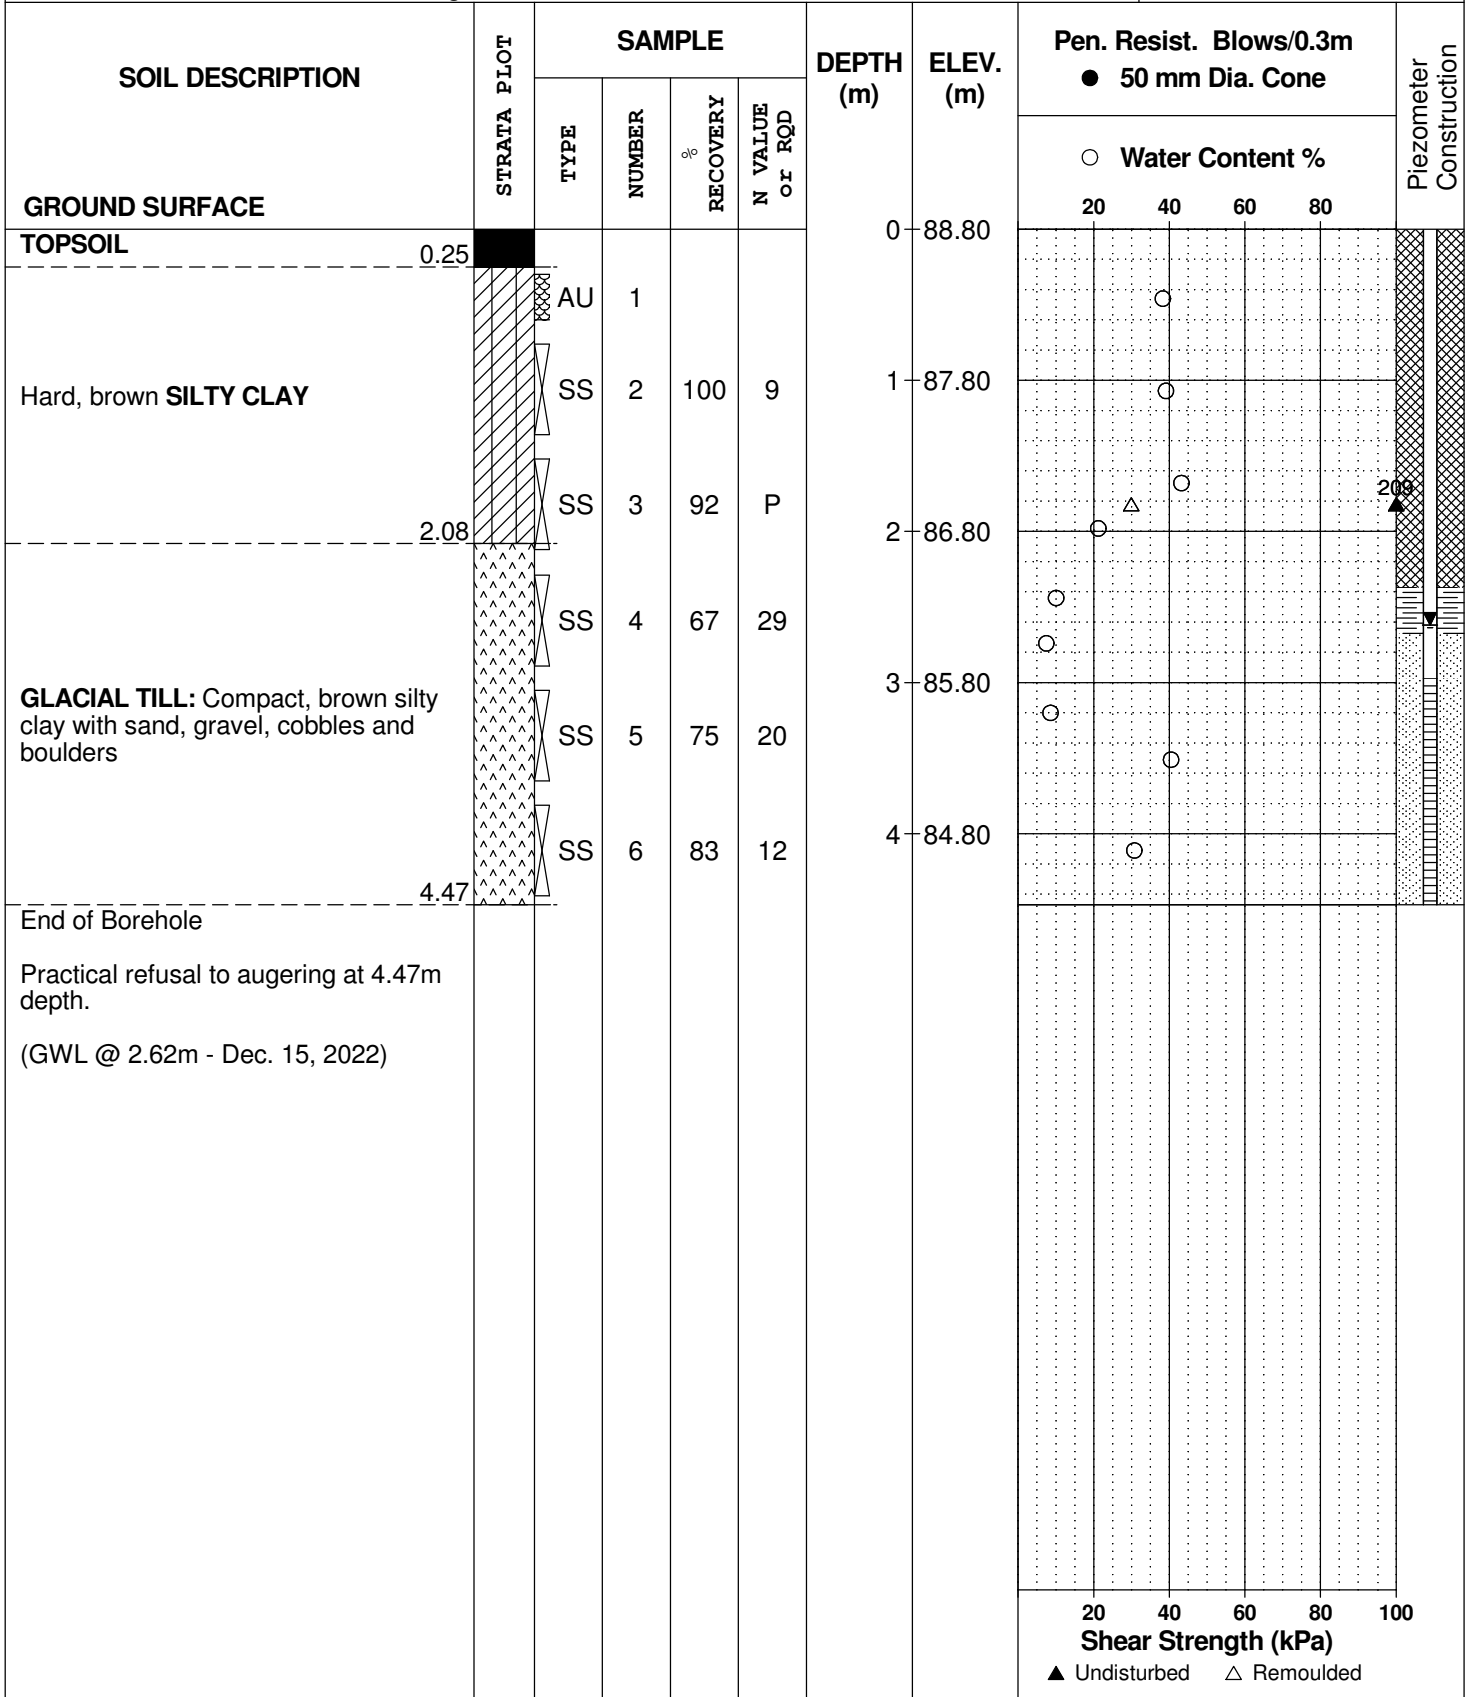 SOIL DESCRIPTION
GROUND SURFACE
STRATA PLOT
SAMPLE
TYPE
NUMBER
% RECOVERY
N VALUE or RQD
DEPTH (m)
ELEV. (m)
Pen. Resist. Blows/0.3m
● 50 mm Dia. Cone
○ Water Content %
20 40 60 80
Piezometer Construction
0 88.80
TOPSOIL
0.25
AU 1
Hard, brown SILTY CLAY
SS 2 100 9
1 87.80
209
SS 3 92 P
2.08
2 86.80
SS 4 67 29
3 85.80
GLACIAL TILL: Compact, brown silty
clay with sand, gravel, cobbles and
boulders
SS 5 75 20
4 84.80
SS 6 83 12
4.47
End of Borehole
Practical refusal to augering at 4.47m
depth.
(GWL @ 2.62m - Dec. 15, 2022)
20 40 60 80 100
Shear Strength (kPa)
▲ Undisturbed △ Remoulded